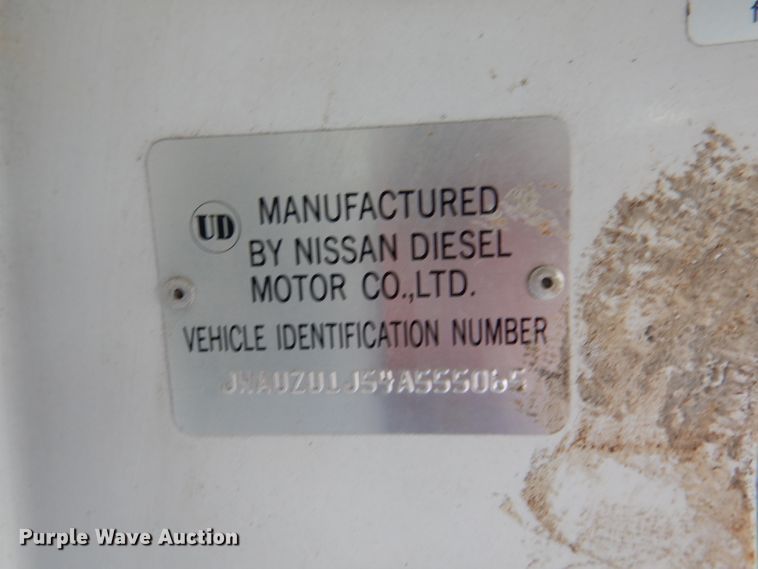 UD
MANUFACTURED
BY NISSAN DIESEL
MOTOR CO.,LTD.
VEHICLE IDENTIFICATION NUMBER
Purple Wave Auction